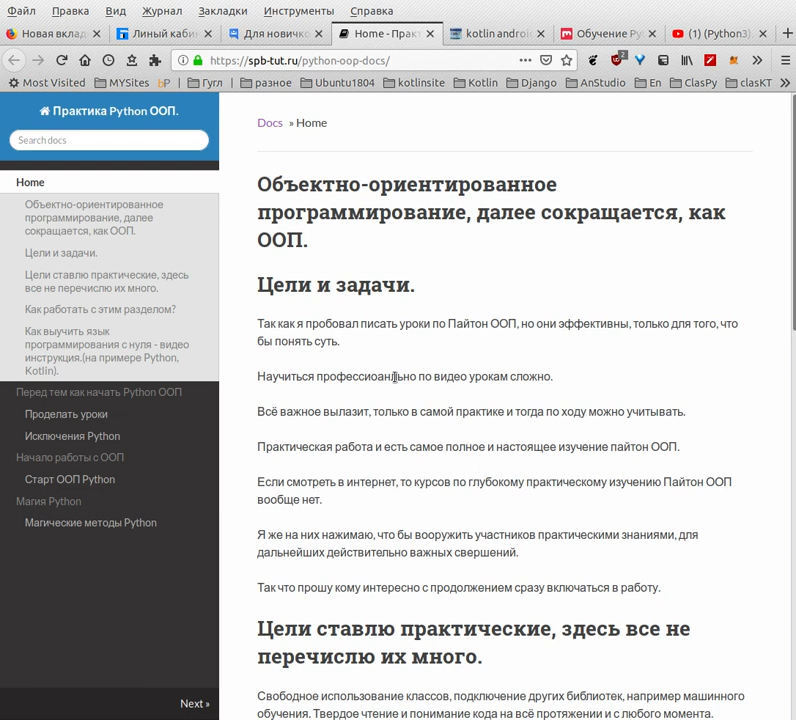 Файл Правка Вид Журнал Закладки Инструменты Справка
Новая вклад Линый каби Для новичко Home - Прак kotlin androi Обучение Ру (1) (Python3)
https://spb-tut.ru/python-oop-docs/
2
Most Visited MYSites bP Гугл разное Ubuntu1804 kotlinsite Kotlin Django AnStudio En ClasPy clasKT
Практика Python ООП.
Search docs
Home
Объектно-ориентированное
программирование, далее
сокращается, как ООП.
Цели и задачи.
Цели ставлю практические, здесь
все не перечислю их много.
Как работать с этим разделом?
Как выучить язык
программирования с нуля - видео
инструкция.(на примере Python,
Kotlin).
Перед тем как начать Python ООП
Проделать уроки
Исключения Python
Начало работы с ООП
Старт ООП Python
Магия Python
Магические методы Python
Next »
Docs » Home
Объектно-ориентированное
программирование, далее сокращается, как
ООП.
Цели и задачи.
Так как я пробовал писать уроки по Пайтон ООП, но они эффективны, только для того, что
бы понять суть.
Научиться профессиоанльно по видео урокам сложно.
Всё важное вылазит, только в самой практике и тогда по ходу можно учитывать.
Практическая работа и есть самое полное и настоящее изучение пайтон ООП.
Если смотреть в интернет, то курсов по глубокому практическому изучению Пайтон ООП
вообще нет.
Я же на них нажимаю, что бы вооружить участников практическими знаниями, для
дальнейших действительно важных свершений.
Так что прошу кому интересно с продолжением сразу включаться в работу.
Цели ставлю практические, здесь все не
перечислю их много.
Свободное использование классов, подключение других библиотек, например машинного
обучения. Твердое чтение и понимание кода на всё протяжении и с любого момента.